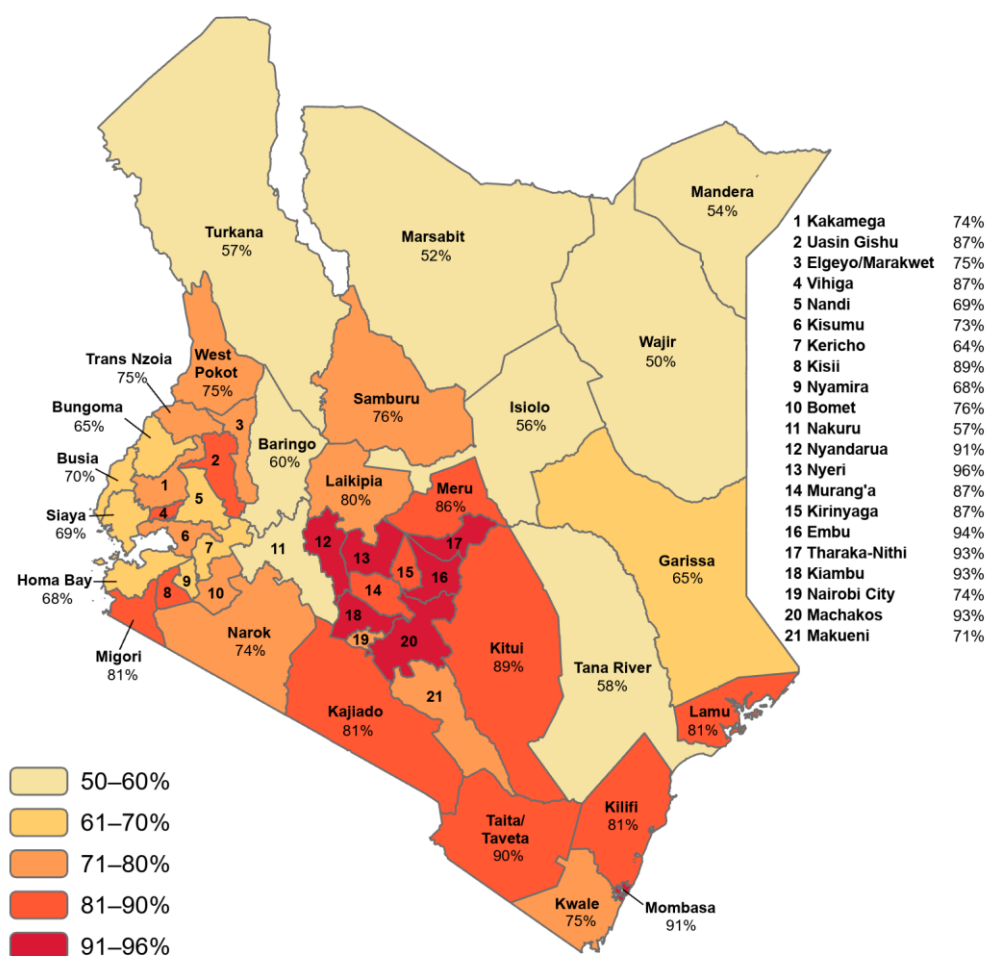 Mandera
54%
Turkana
57%
Marsabit
52%
Wajir
50%
Trans Nzoia
75%
West
Pokot
75%
Samburu
76%
Isiolo
56%
Bungoma
65%
Baringo
60%
Busia
70%
Laikipia
80%
Meru
86%
Siaya
69%
Garissa
65%
Homa Bay
68%
Narok
74%
Kitui
89%
Migori
81%
Tana River
58%
Kajiado
81%
Lamu
81%
Kilifi
81%
Taita/
Taveta
90%
Kwale
75%
Mombasa
91%
3
2
1
5
4
6
7
8
9
10
11
12
13
17
15
16
14
18
19
20
21
1 Kakamega 74%
2 Uasin Gishu 87%
3 Elgeyo/Marakwet 75%
4 Vihiga 87%
5 Nandi 69%
6 Kisumu 73%
7 Kericho 64%
8 Kisii 89%
9 Nyamira 68%
10 Bomet 76%
11 Nakuru 57%
12 Nyandarua 91%
13 Nyeri 96%
14 Murang'a 87%
15 Kirinyaga 87%
16 Embu 94%
17 Tharaka-Nithi 93%
18 Kiambu 93%
19 Nairobi City 74%
20 Machakos 93%
21 Makueni 71%
50–60%
61–70%
71–80%
81–90%
91–96%